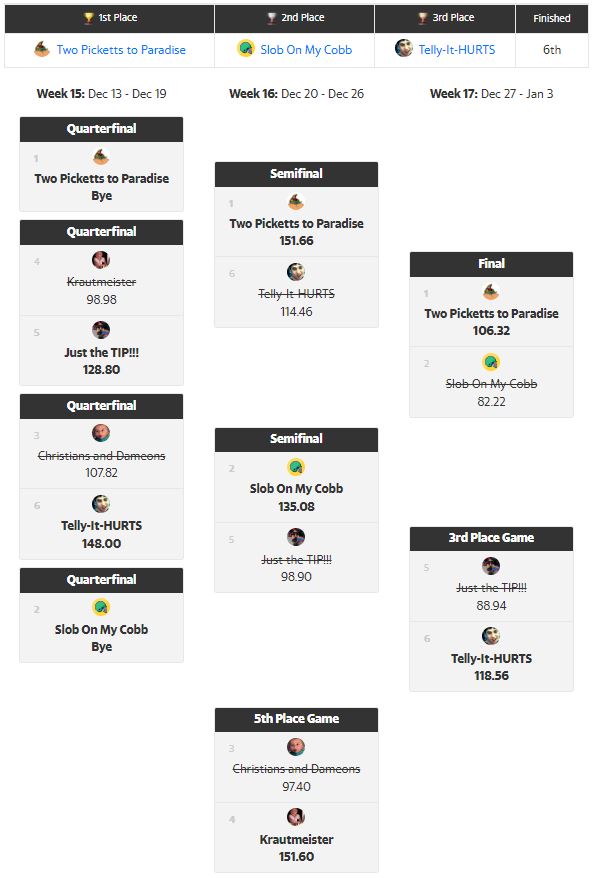 1st Place
2nd Place
3rd Place
Finished
Two Picketts to Paradise
Slob On My Cobb
Telly-It-HURTS
6th
Week 15: Dec 13 - Dec 19
Week 16: Dec 20 - Dec 26
Week 17: Dec 27 - Jan 3
Quarterfinal
1
Two Picketts to Paradise
Bye
Quarterfinal
4
Krautmeister
98.98
5
Just the TIP!!!
128.80
Quarterfinal
3
Christians and Dameons
107.82
6
Telly-It-HURTS
148.00
Quarterfinal
2
Slob On My Cobb
Bye
Semifinal
1
Two Picketts to Paradise
151.66
6
Telly-It-HURTS
114.46
Semifinal
2
Slob On My Cobb
135.08
5
Just the TIP!!!
98.90
5th Place Game
3
Christians and Dameons
97.40
4
Krautmeister
151.60
Final
1
Two Picketts to Paradise
106.32
2
Slob On My Cobb
82.22
3rd Place Game
5
Just the TIP!!!
88.94
6
Telly-It-HURTS
118.56